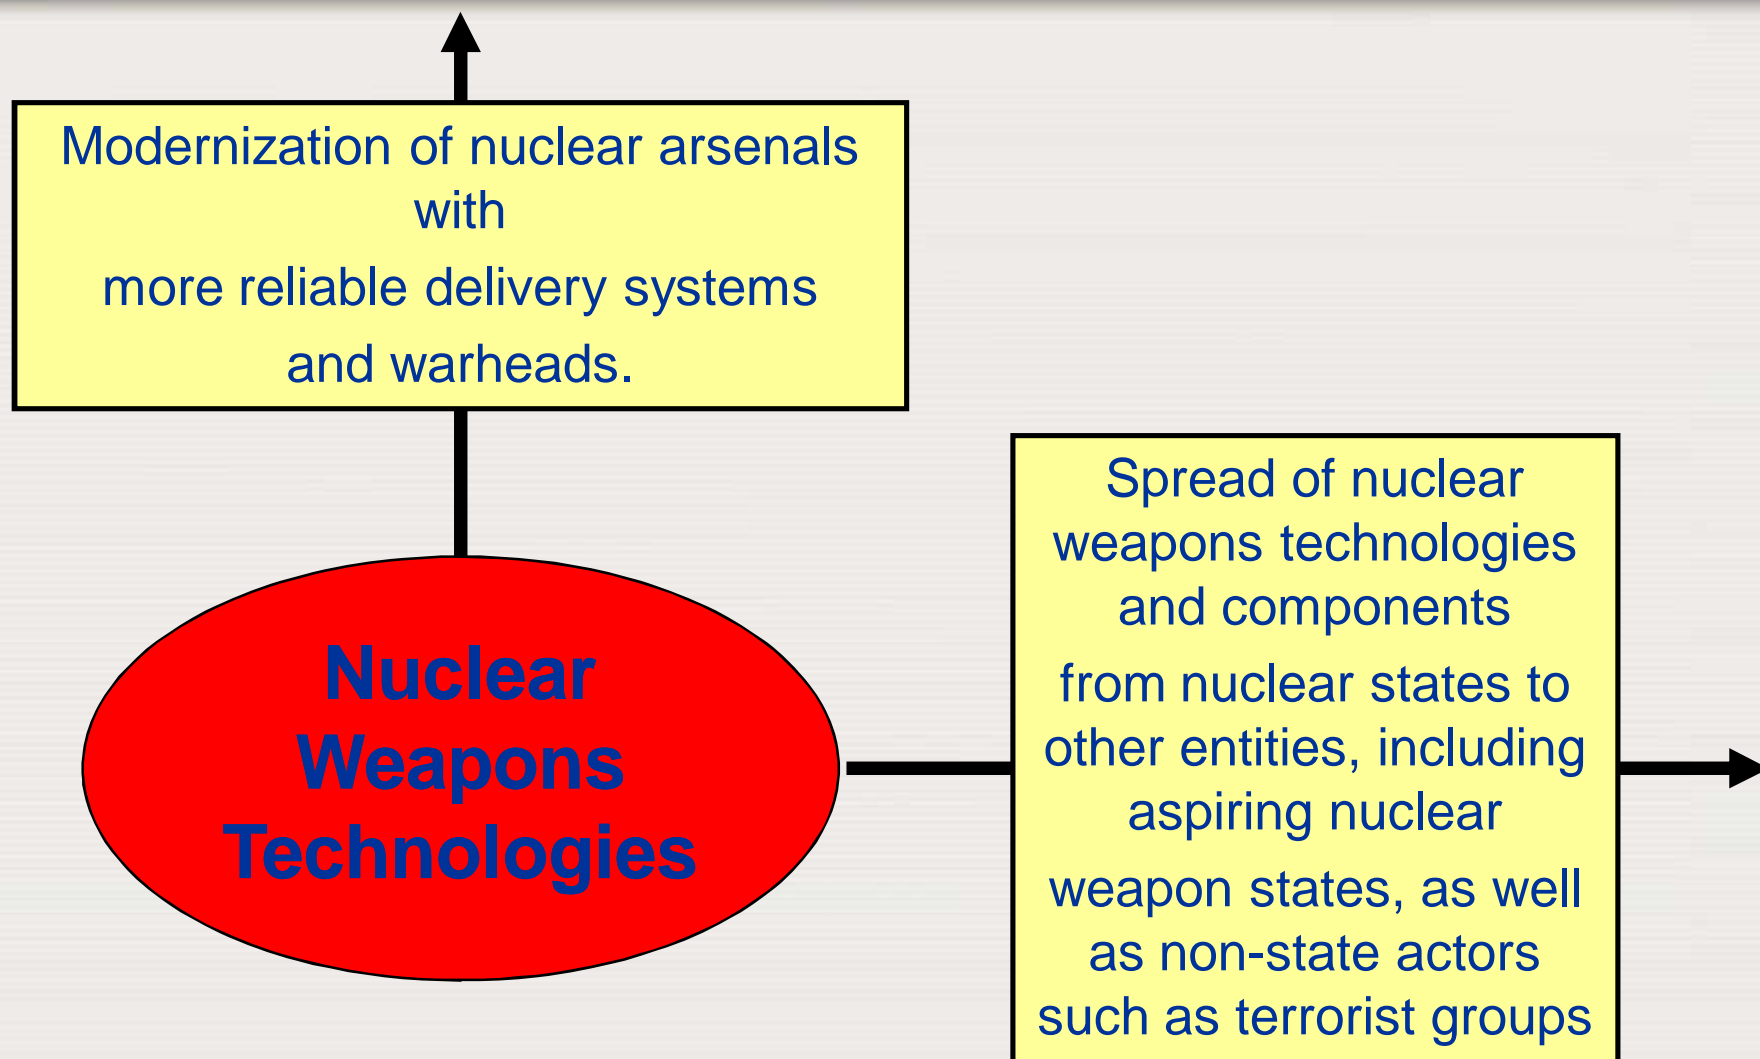 Modernization of nuclear arsenals
with
more reliable delivery systems
and warheads.
Nuclear
Weapons
Technologies
Spread of nuclear
weapons technologies
and components
from nuclear states to
other entities, including
aspiring nuclear
weapon states, as well
as non-state actors
such as terrorist groups